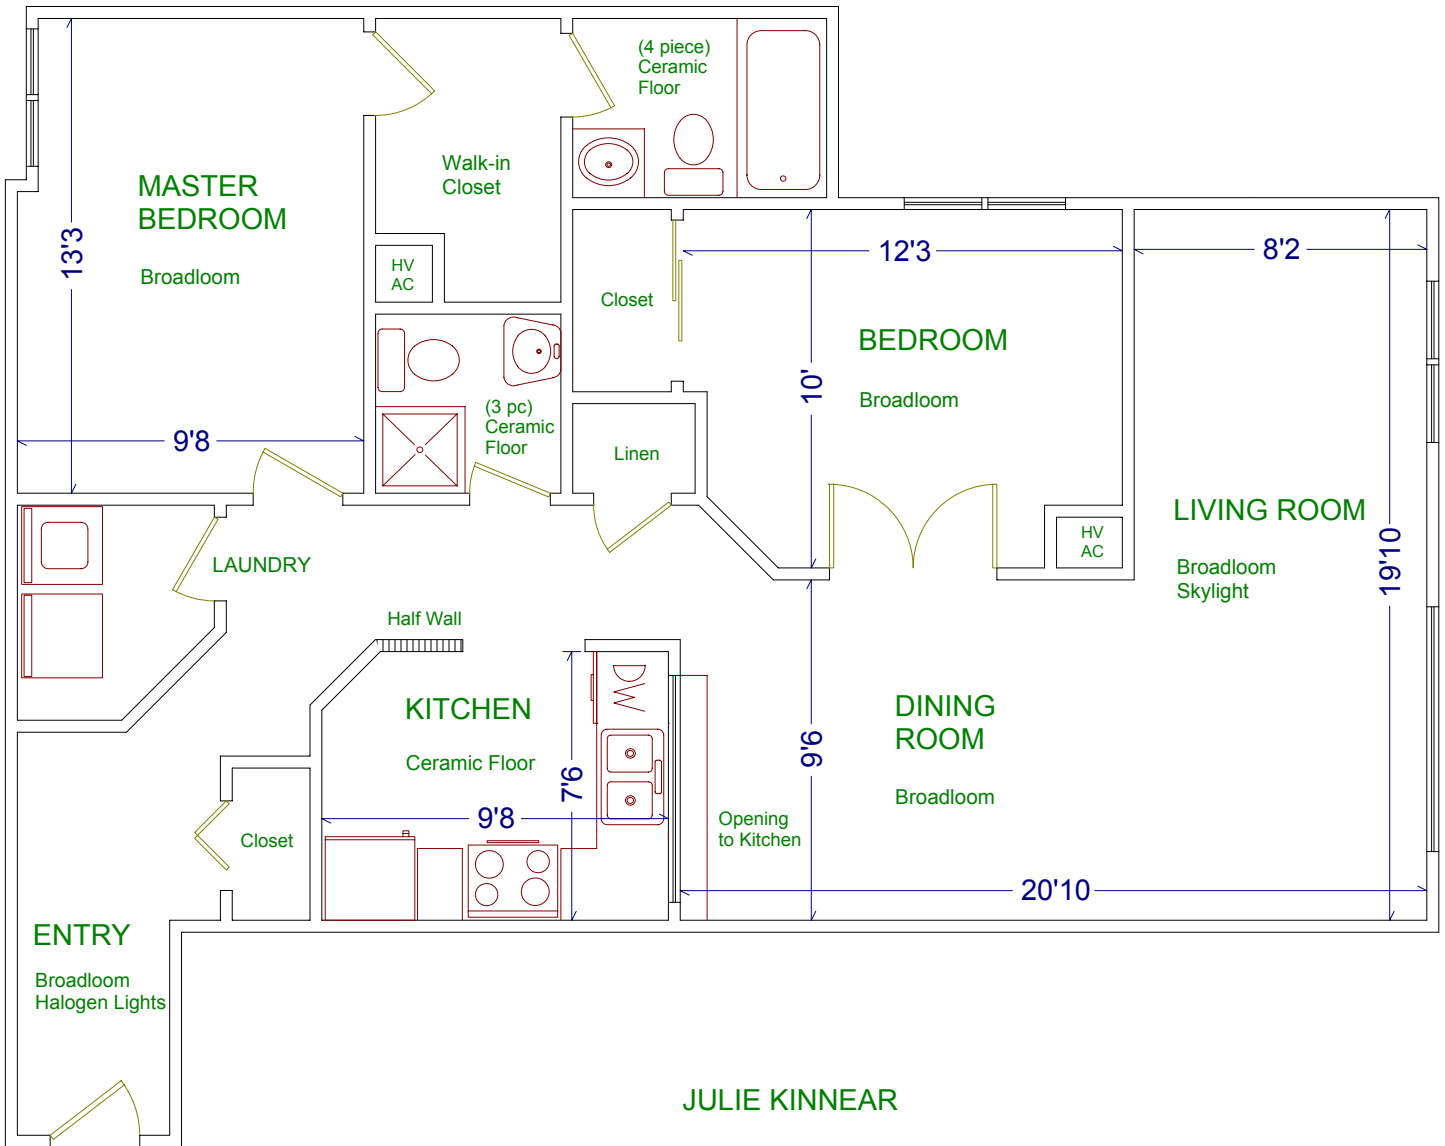 (4 piece)
Ceramic
Floor
Walk-in
Closet
MASTER
BEDROOM
Broadloom
13'3
9'8
HV
AC
12'3
8'2
Closet
BEDROOM
Broadloom
10'
(3 pc)
Ceramic
Floor
Linen
LIVING ROOM
Broadloom
Skylight
19'10
HV
AC
LAUNDRY
Half Wall
KITCHEN
Ceramic Floor
DW
7'6
9'8
DINING
ROOM
Broadloom
9'6
Opening
to Kitchen
20'10
Closet
ENTRY
Broadloom
Halogen Lights
JULIE KINNEAR